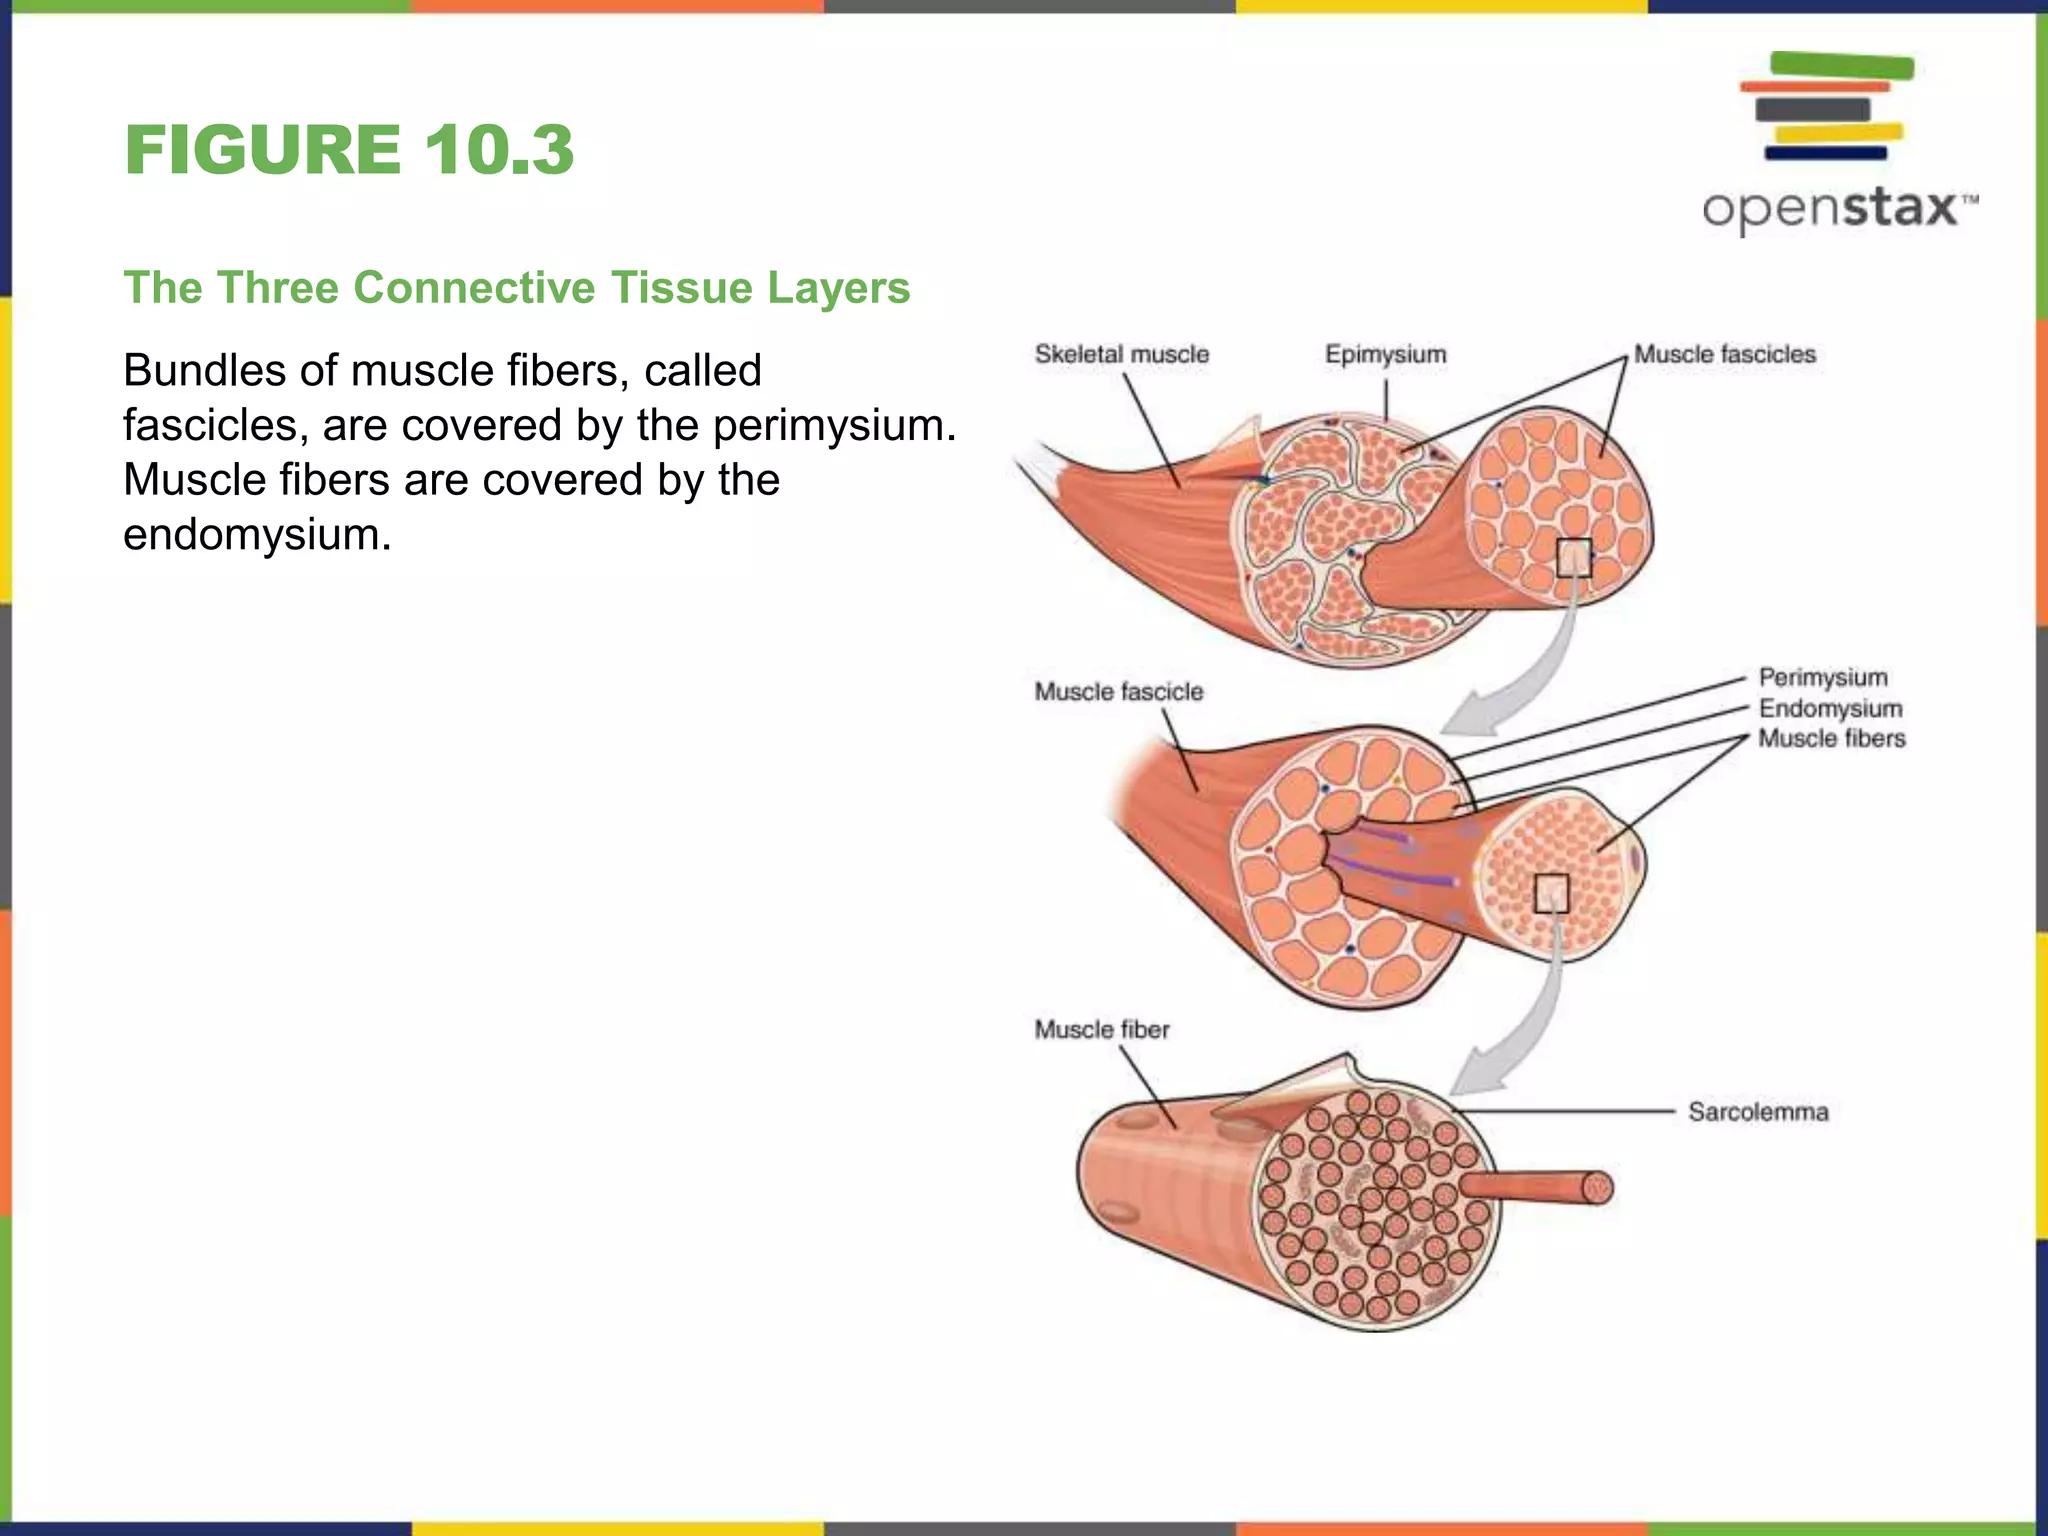 FIGURE 10.3
openstax™
The Three Connective Tissue Layers
Bundles of muscle fibers, called
fascicles, are covered by the perimysium.
Muscle fibers are covered by the
endomysium.
Skeletal muscle
Epimysium
Muscle fascicles
Muscle fascicle
Perimysium
Endomysium
Muscle fibers
Muscle fiber
Sarcolemma